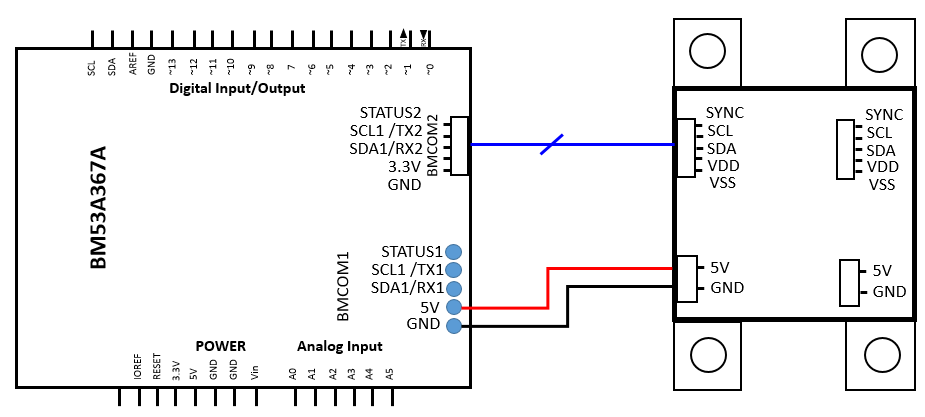 TX
RX
SCL
SDA
AREF
GND
~13
~12
~11
~10
~9
~8
7
~6
~5
~4
~3
~2
~1
~0
Digital Input/Output
STATUS2
SCL1 /TX2
SDA1/RX2
3.3V
GND
BMCOM2
BM53A367A
STATUS1
SCL1 /TX1
SDA1/RX1
5V
GND
BMCOM1
POWER
Analog Input
IOREF
RESET
3.3V
5V
GND
GND
Vin
A0
A1
A2
A3
A4
A5
SYNC
SCL
SDA
VDD
VSS
SYNC
SCL
SDA
VDD
VSS
5V
GND
5V
GND